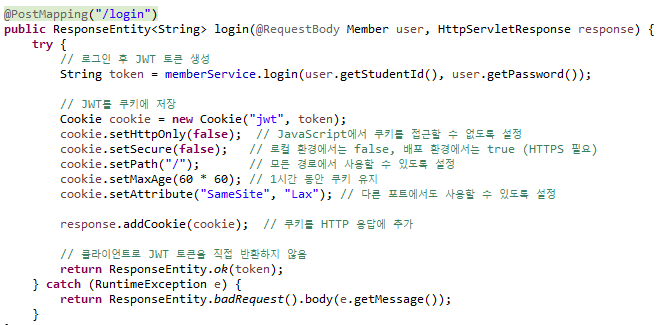 @PostMapping("/login")
public ResponseEntity<String> login(@RequestBody Member user, HttpServletResponse response) {
    try {
        // 로그인 후 JWT 토큰 생성
        String token = memberService.login(user.getStudentId(), user.getPassword());

        // JWT를 쿠키에 저장
        Cookie cookie = new Cookie("jwt", token);
        cookie.setHttpOnly(false);  // JavaScript에서 쿠키를 접근할 수 없도록 설정
        cookie.setSecure(false);   // 로컬 환경에서는 false, 배포 환경에서는 true (HTTPS 필요)
        cookie.setPath("/");       // 모든 경로에서 사용할 수 있도록 설정
        cookie.setMaxAge(60 * 60); // 1시간 동안 쿠키 유지
        cookie.setAttribute("SameSite", "Lax"); // 다른 포트에서도 사용할 수 있도록 설정

        response.addCookie(cookie);  // 쿠키를 HTTP 응답에 추가

        // 클라이언트로 JWT 토큰을 직접 반환하지 않음
        return ResponseEntity.ok(token);
    } catch (RuntimeException e) {
        return ResponseEntity.badRequest().body(e.getMessage());
    }